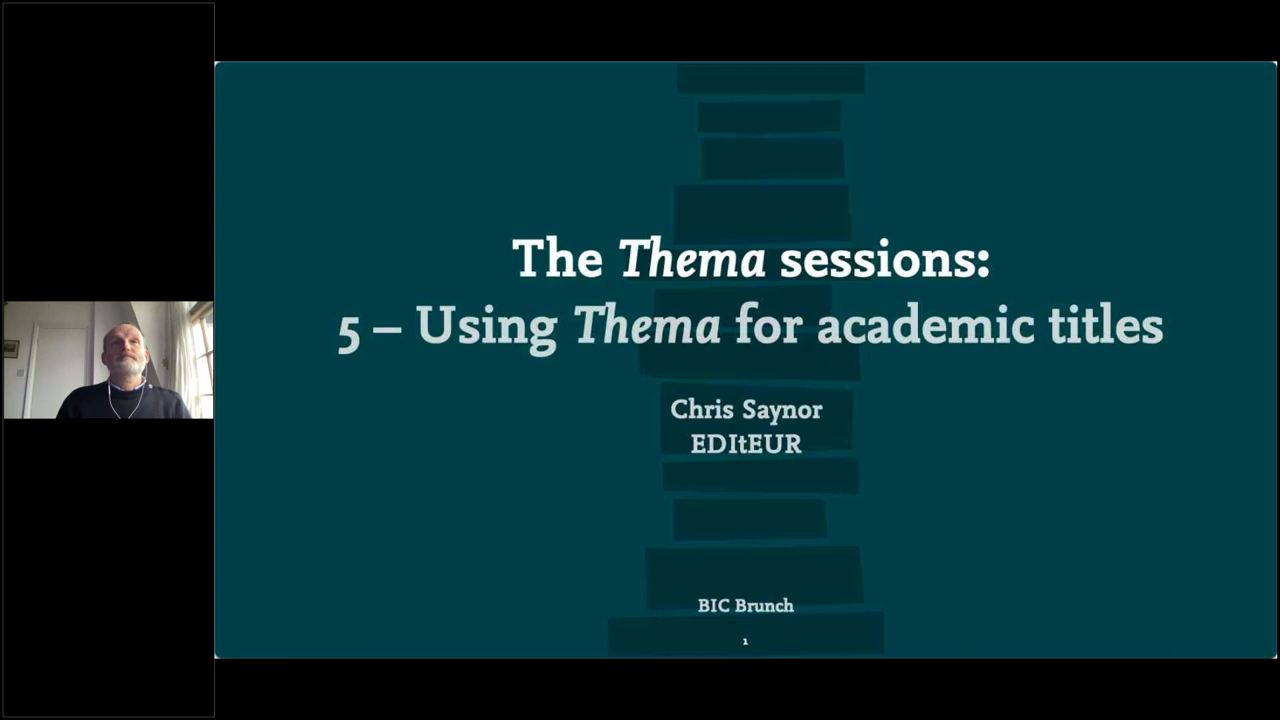 The Thema sessions:
5 – Using Thema for academic titles
Chris Saynor
EDItEUR
BIC Brunch
1